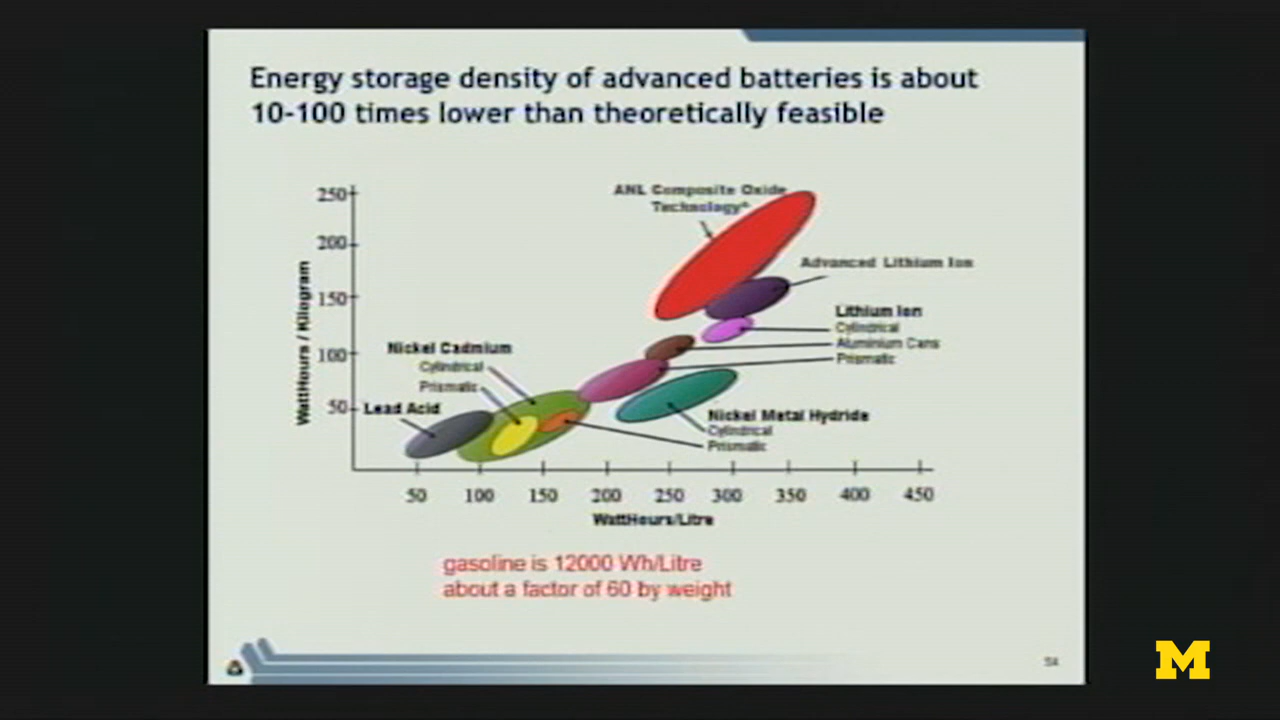 Energy storage density of advanced batteries is about
10-100 times lower than theoretically feasible
250
200
150
100
50
WattHours / Kilogram
ANL Composite Oxide
Technology*
Advanced Lithium Ion
Lithium Ion
Cylindrical
Aluminium Cans
Prismatic
Nickel Cadmium
Cylindrical
Prismatic
Lead Acid
Nickel Metal Hydride
Cylindrical
Prismatic
50 100 150 200 250 300 350 400 450
WattHours/Litre
gasoline is 12000 Wh/Litre
about a factor of 60 by weight
54
M